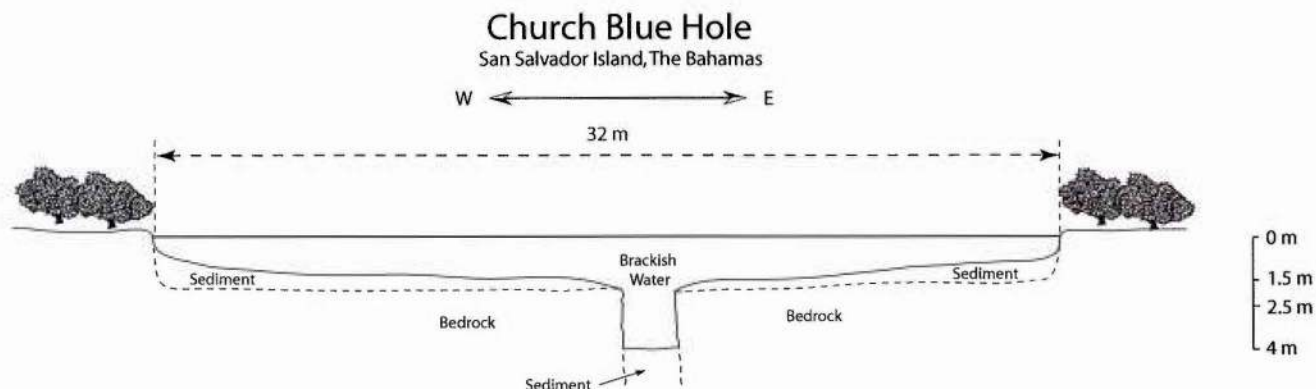 Church Blue Hole
San Salvador Island, The Bahamas
W E
32 m
0 m
Brackish
Water
Sediment
Sediment
1.5 m
2.5 m
Bedrock
Bedrock
4 m
Sediment